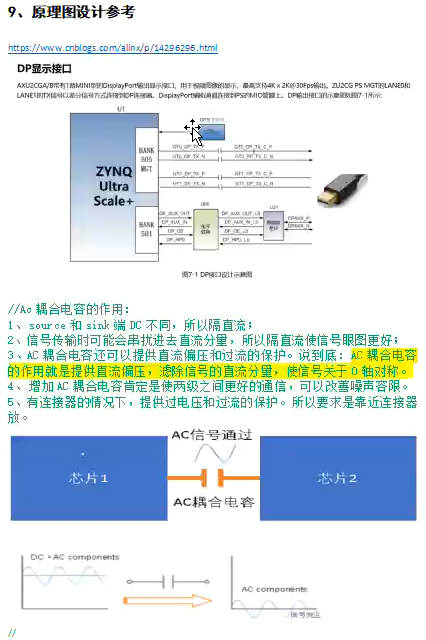 9、原理图设计参考
https://www.cnblogs.com/alinx/p/14296296.html
DP显示接口
AXU2CGA/B带有1路MINI型的DisplayPort输出显示接口，用于视频图像的显示，最高支持4K x 2K@30Fps输出。ZU2CG PS MGT的LANE0和
LANE1的TX信号以差分信号方式连接到DP连接器。DisplayPort辅助通道连接到PS的MIO管脚上。DP输出接口的示意图如图7-1所示:
U1
ZYNQ
Ultra
Scale+
BANK
505
MGT
BANK
501
GT0_DP_TX_P GT0_DP_TX_C_P
GT0_DP_TX_N GT0_DP_TX_C_N
GT1_DP_TX_P GT1_DP_TX_C_P
GT1_DP_TX_N GT1_DP_TX_C_N
DP_AUX_OUT DP_AUX_OUT_LS
DP_AUX_IN DP_AUX_IN_LS DPAUX_P
DP_OE DP_OE_LS DPAUX_N
DP_HPD DP_HPD_LS
图7-1 DP接口设计示意图
//Ac 耦合电容的作用：
1、source 和 sink 端 DC 不同，所以隔直流；
2、信号传输时可能会串扰进去直流分量，所以隔直流使信号眼图更好；
3、AC 耦合电容还可以提供直流偏压和过流的保护。说到底：AC 耦合电容
的作用就是提供直流偏压，滤除信号的直流分量，使信号关于 0 轴对称。
4、 增加 AC 耦合电容肯定是使两级之间更好的通信，可以改善噪声容限。
5、有连接器的情况下，提供过电压和过流的保护。所以要求是靠近连接器
放。
AC信号通过
芯片1
芯片2
AC耦合电容
DC + AC components
AC components
//